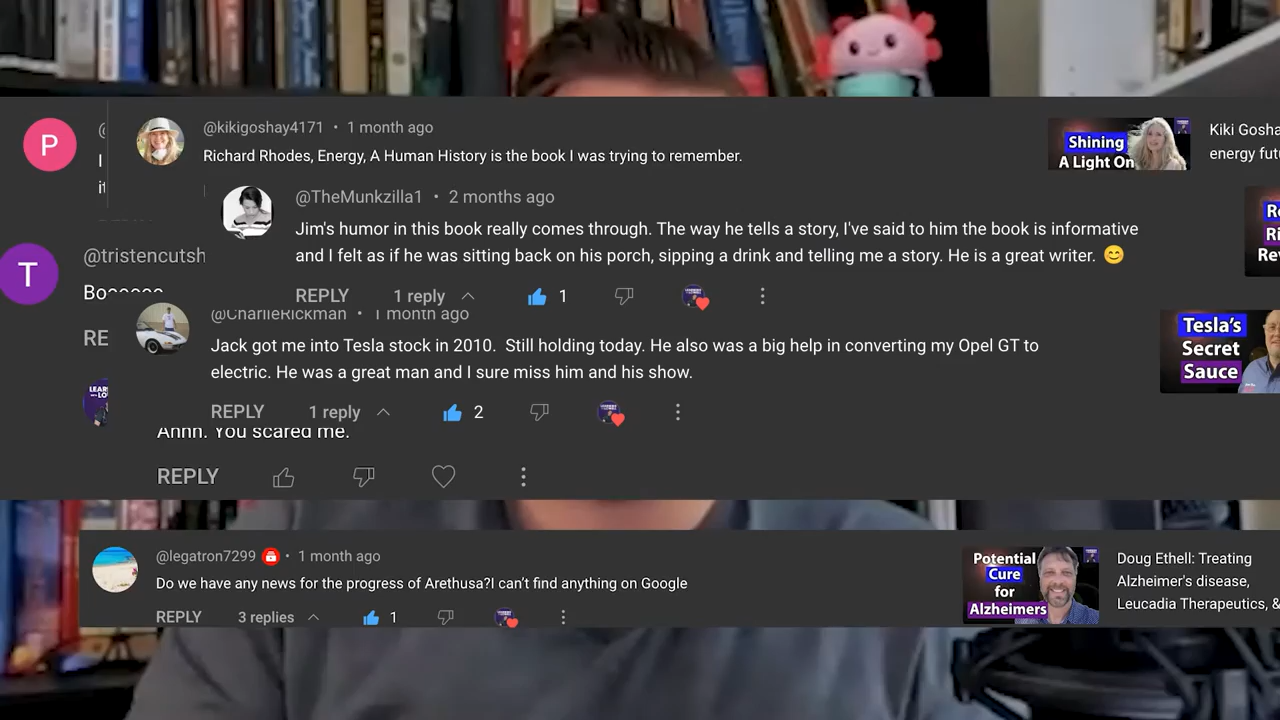 P
@kikigoshay4171 • 1 month ago
Richard Rhodes, Energy, A Human History is the book I was trying to remember.
Shining
A Light On
Kiki Gosha
energy futu
@TheMunkzilla1 • 2 months ago
Jim's humor in this book really comes through. The way he tells a story, I've said to him the book is informative
and I felt as if he was sitting back on his porch, sipping a drink and telling me a story. He is a great writer. 😊
REPLY 1 reply 1
T
@tristencutsh
RE
@CharlieRickman • 1 month ago
Jack got me into Tesla stock in 2010. Still holding today. He also was a big help in converting my Opel GT to
electric. He was a great man and I sure miss him and his show.
REPLY 1 reply 2
Tesla's
Secret
Sauce
Ahhh. You scared me.
REPLY
@legatron7299 • 1 month ago
Do we have any news for the progress of Arethusa?I can't find anything on Google
REPLY 3 replies 1
Potential
Cure
for
Alzheimers
Doug Ethell: Treating
Alzheimer's disease,
Leucadia Therapeutics, &